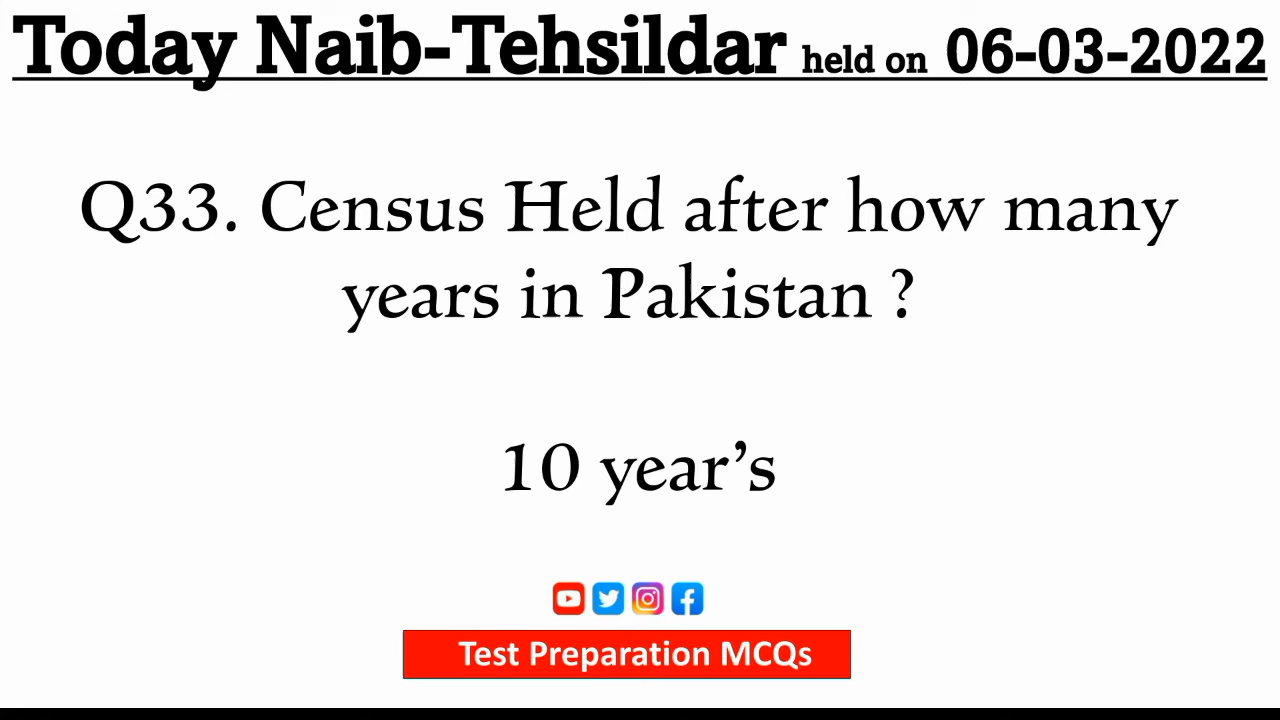 Today Naib-Tehsildar held on 06-03-2022
Q33. Census Held after how many
years in Pakistan ?
10 year’s
Test Preparation MCQs